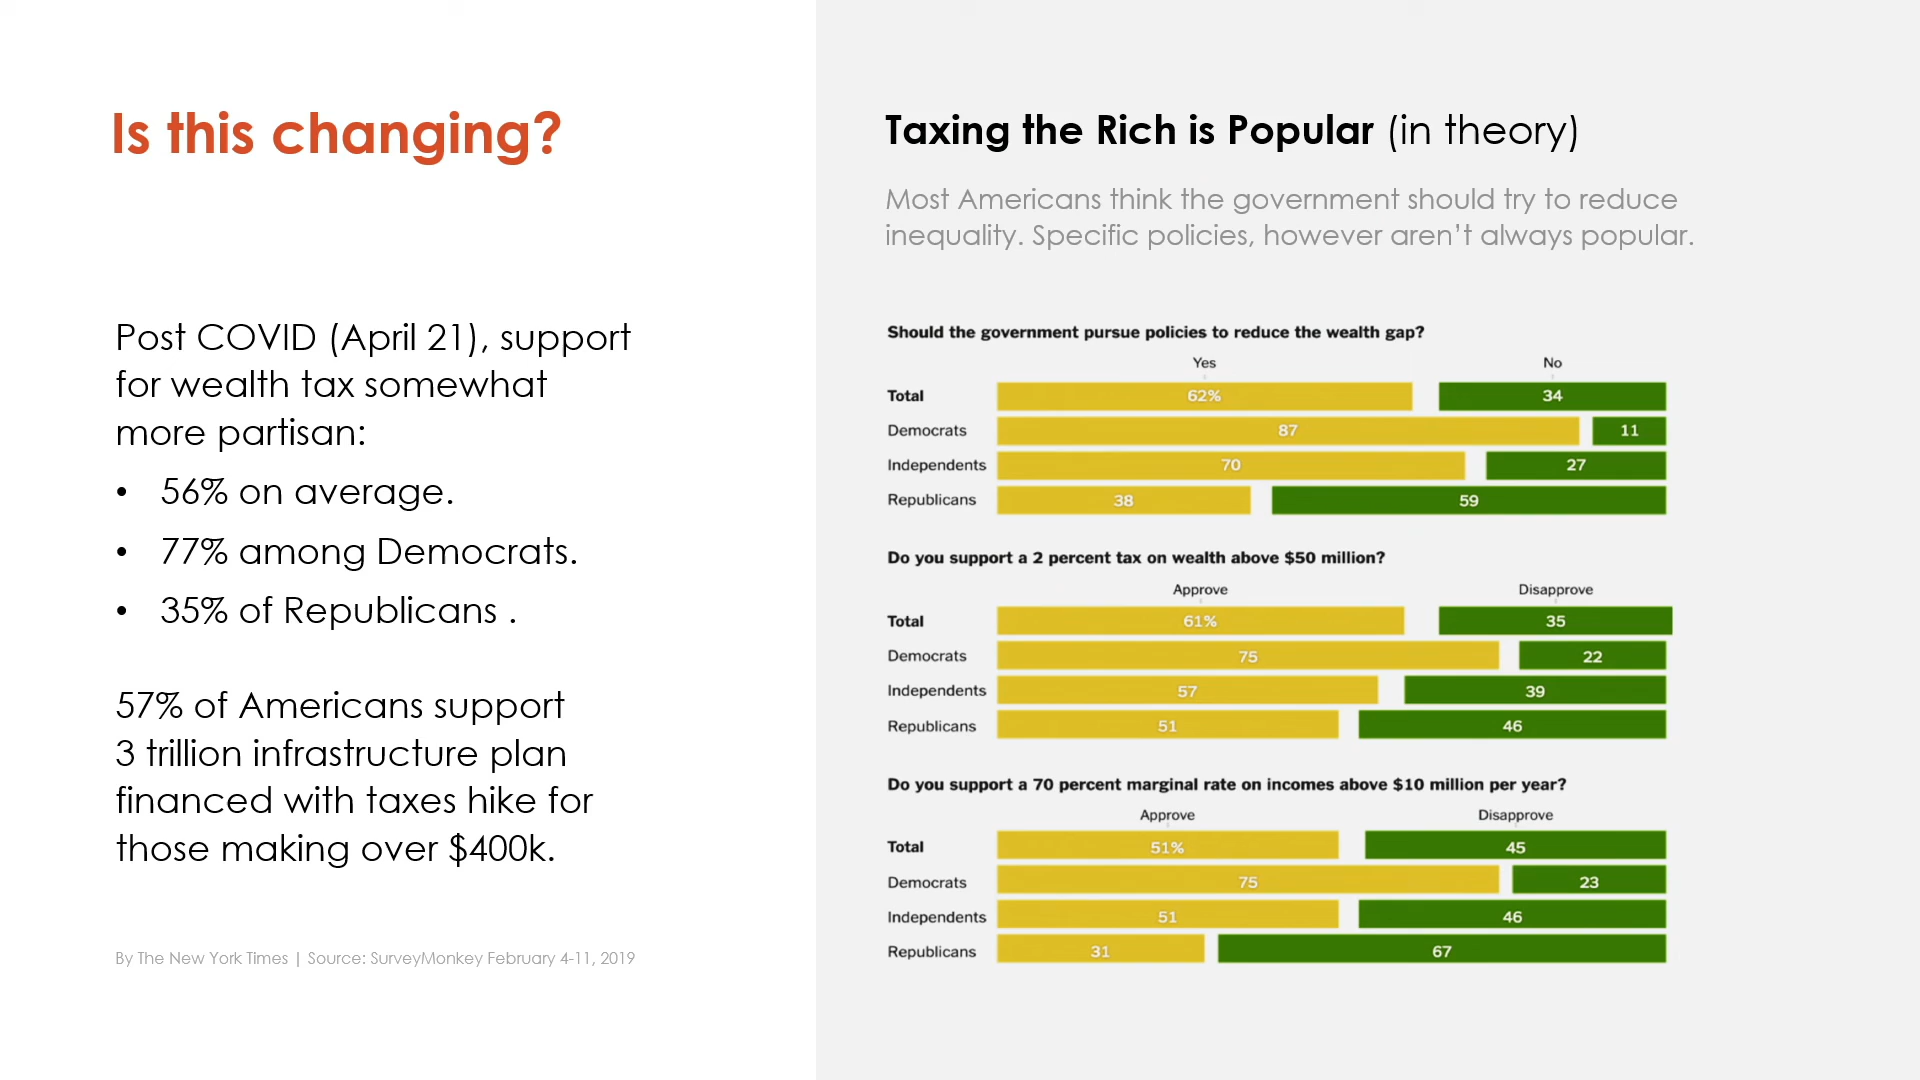 Is this changing?
Post COVID (April 21), support
for wealth tax somewhat
more partisan:
• 56% on average.
• 77% among Democrats.
• 35% of Republicans .
57% of Americans support
3 trillion infrastructure plan
financed with taxes hike for
those making over $400k.
By The New York Times | Source: SurveyMonkey February 4-11, 2019
Taxing the Rich is Popular (in theory)
Most Americans think the government should try to reduce
inequality. Specific policies, however aren’t always popular.
Should the government pursue policies to reduce the wealth gap?
Yes No
Total 62% 34
Democrats 87 11
Independents 70 27
Republicans 38 59
Do you support a 2 percent tax on wealth above $50 million?
Approve Disapprove
Total 61% 35
Democrats 75 22
Independents 57 39
Republicans 51 46
Do you support a 70 percent marginal rate on incomes above $10 million per year?
Approve Disapprove
Total 51% 45
Democrats 75 23
Independents 51 46
Republicans 31 67